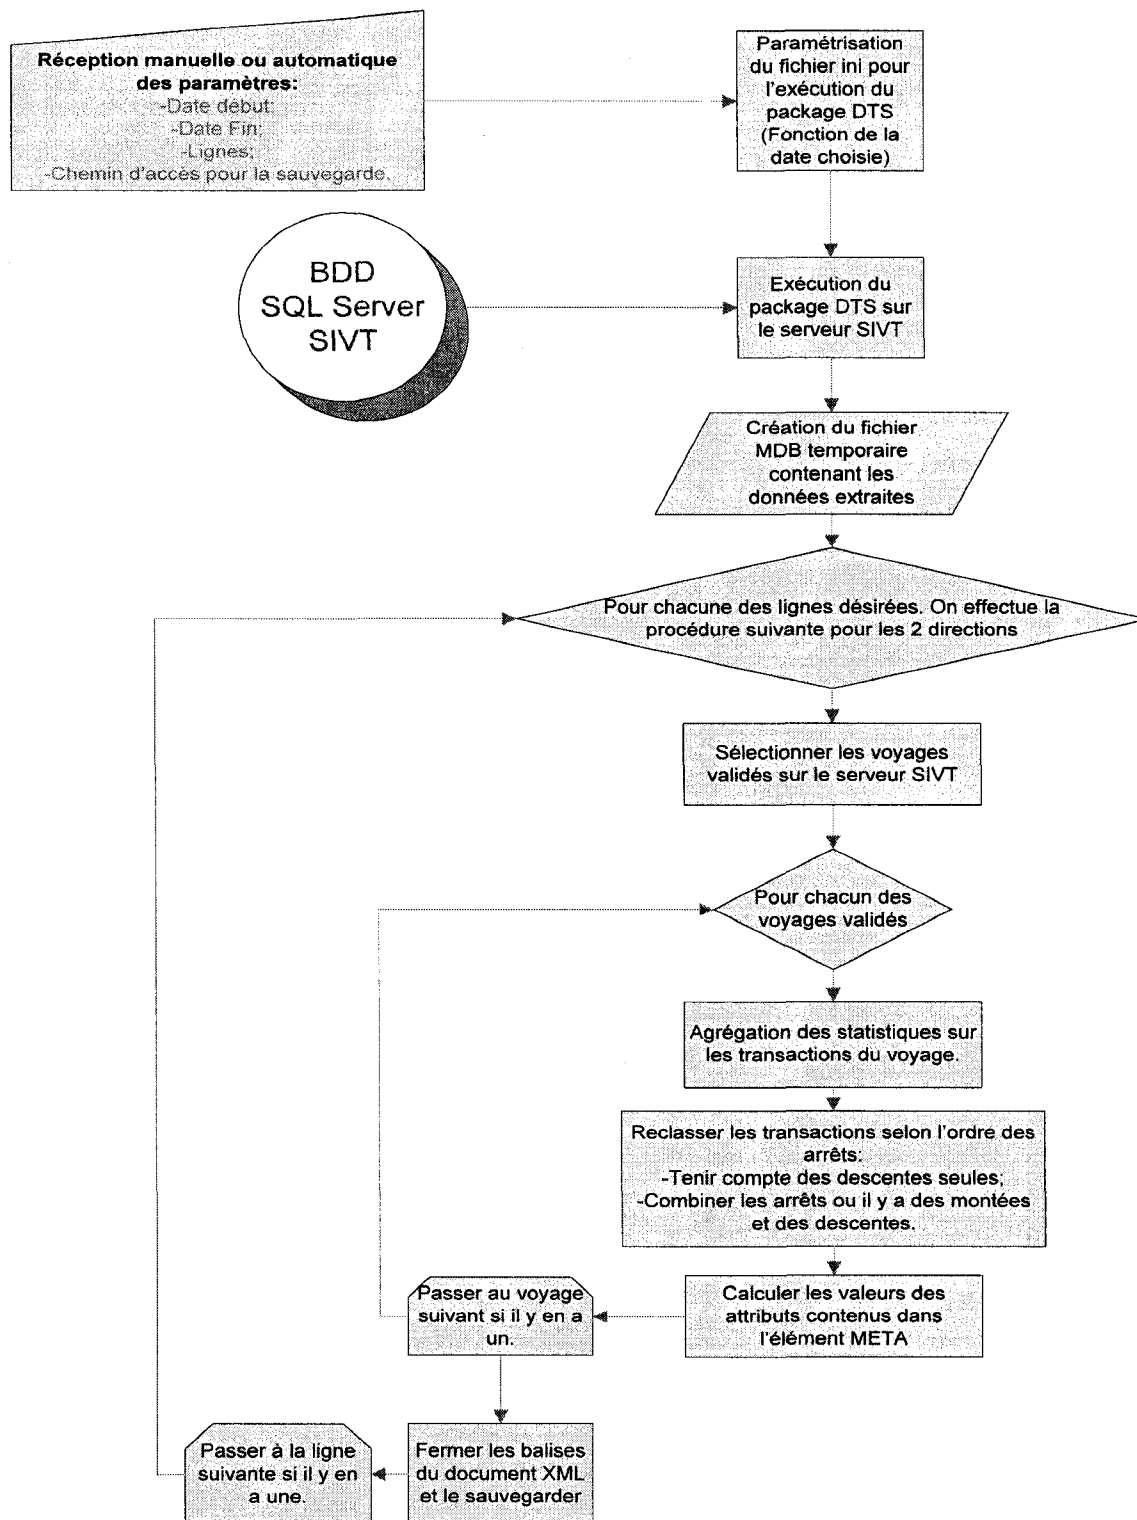 Réception manuelle ou automatique
des paramètres:
-Date début;
-Date Fin;
-Lignes;
-Chemin d'accès pour la sauvegarde.
Paramétrisation
du fichier ini pour
l'exécution du
package DTS
(Fonction de la
date choisie)
BDD
SQL Server
SIVT
Exécution du
package DTS sur
le serveur SIVT
Création du fichier
MDB temporaire
contenant les
données extraites
Pour chacune des lignes désirées. On effectue la
procédure suivante pour les 2 directions
Sélectionner les voyages
validés sur le serveur SIVT
Pour chacun des
voyages validés
Agrégation des statistiques sur
les transactions du voyage.
Reclasser les transactions selon l'ordre des
arrêts:
-Tenir compte des descentes seules;
-Combiner les arrêts ou il y a des montées
et des descentes.
Calculer les valeurs des
attributs contenus dans
l'élément META
Passer au voyage
suivant si il y en a
un.
Fermer les balises
du document XML
et le sauvegarder
Passer à la ligne
suivante si il y en
a une.